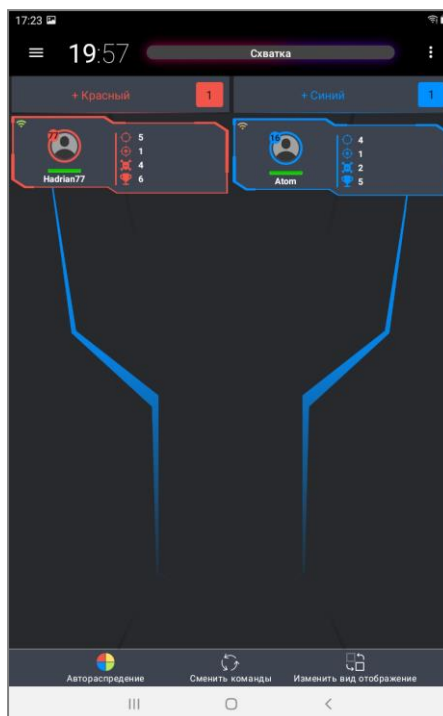 17:23
19:57
Схватка
+ Красный 1
+ Синий 1
77
5
1
4
6
Hadrian77
16
4
1
2
5
Atom
Автораспредение
Сменить команды
Изменить вид отображение